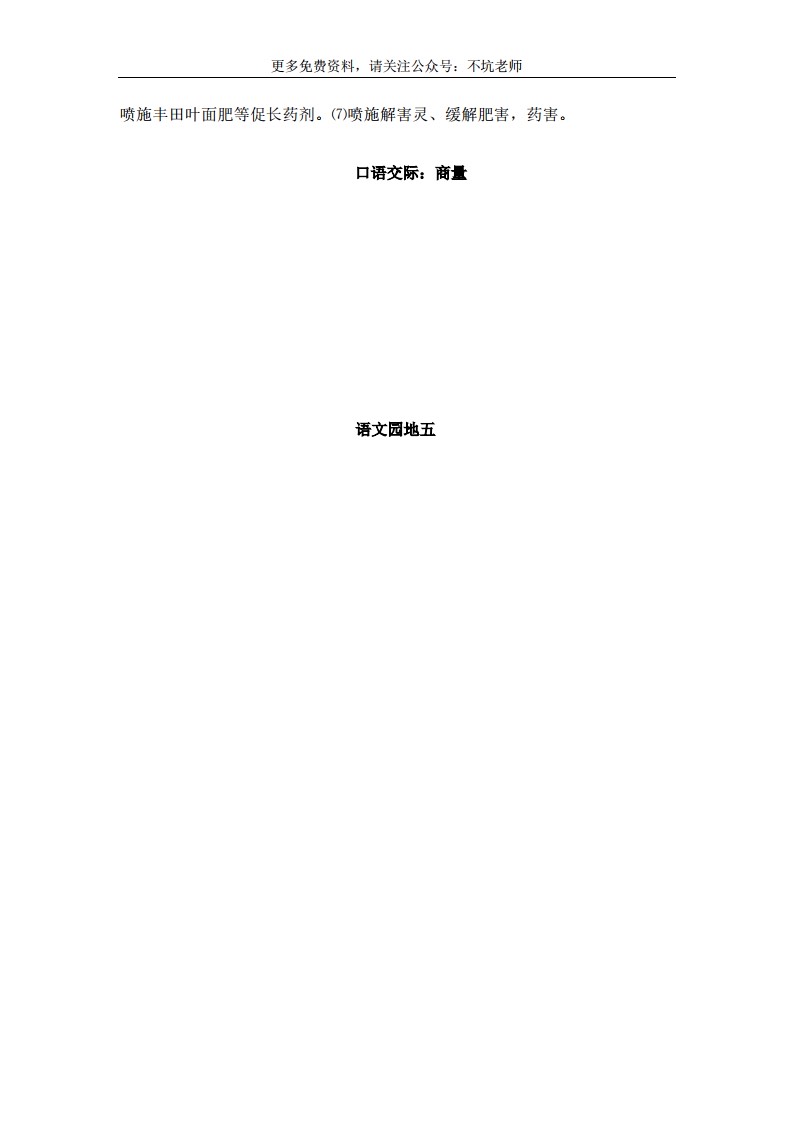 更多免费资料，请关注公众号：不坑老师
喷施丰田叶面肥等促长药剂。⑺喷施解害灵、缓解肥害，药害。
口语交际：商量
语文园地五